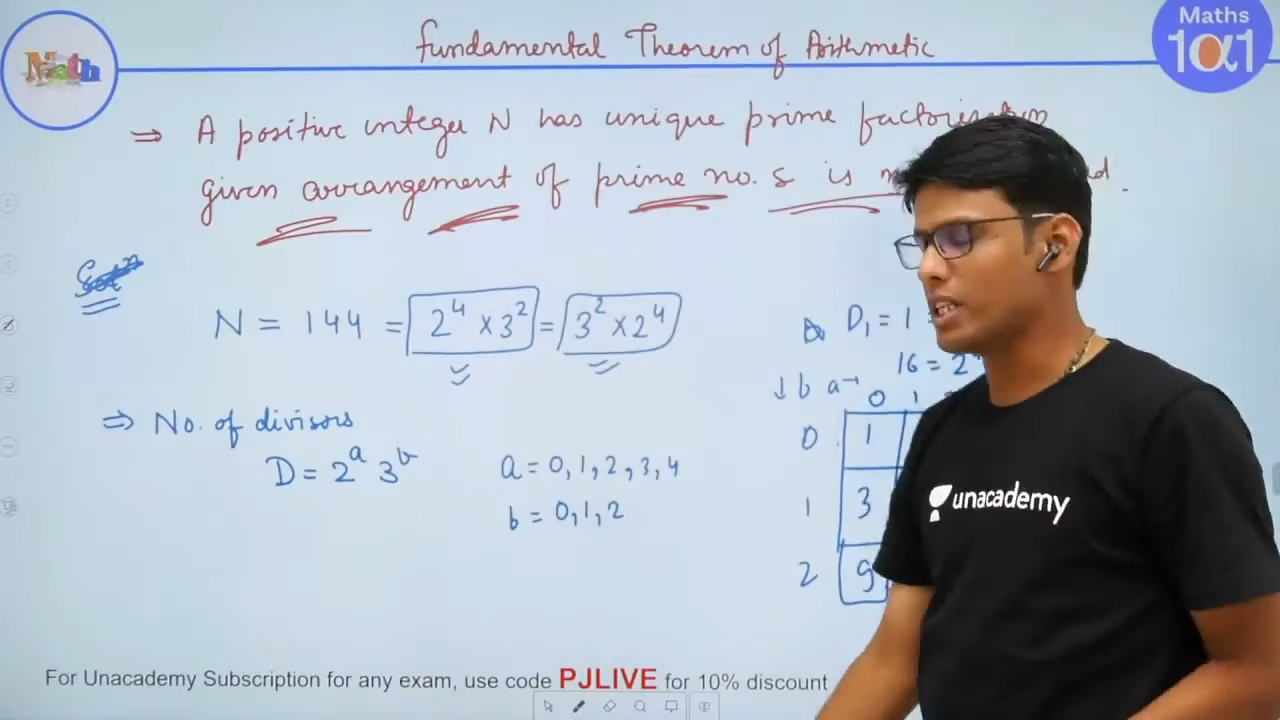 Math
Fundamental Theorem of Arithmetic
Maths
1α1
⇒ A positive integer N has unique prime
given arrangement of prime no. s is
N = 144 = 2⁴ × 3² = 3² × 2⁴
D₁ = 1
16 = 2
↓ b a→
0 1
⇒ No. of divisors
0 1
D = 2ᵃ 3ᵇ
a = 0, 1, 2, 3, 4
1 3
b = 0, 1, 2
2 9
unacademy
For Unacademy Subscription for any exam, use code PJLIVE for 10% discount